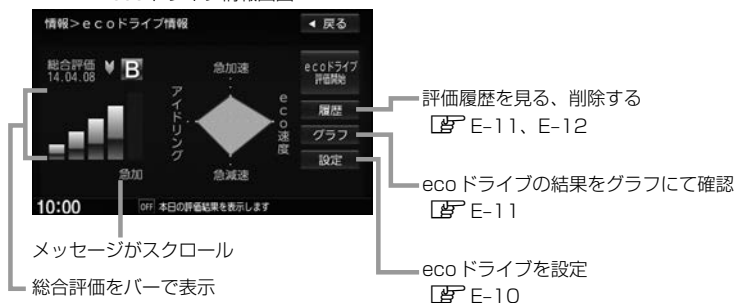 情報>ecoドライブ情報
◀ 戻る
総合評価
14.04.08
B
急加速
アイドリング
eco速度
急減速
ecoドライブ
評価開始
履歴
グラフ
設定
急加
10:00
OFF 本日の評価結果を表示します
評価履歴を見る、削除する
E-11、E-12
ecoドライブの結果をグラフにて確認
E-11
ecoドライブを設定
E-10
メッセージがスクロール
総合評価をバーで表示